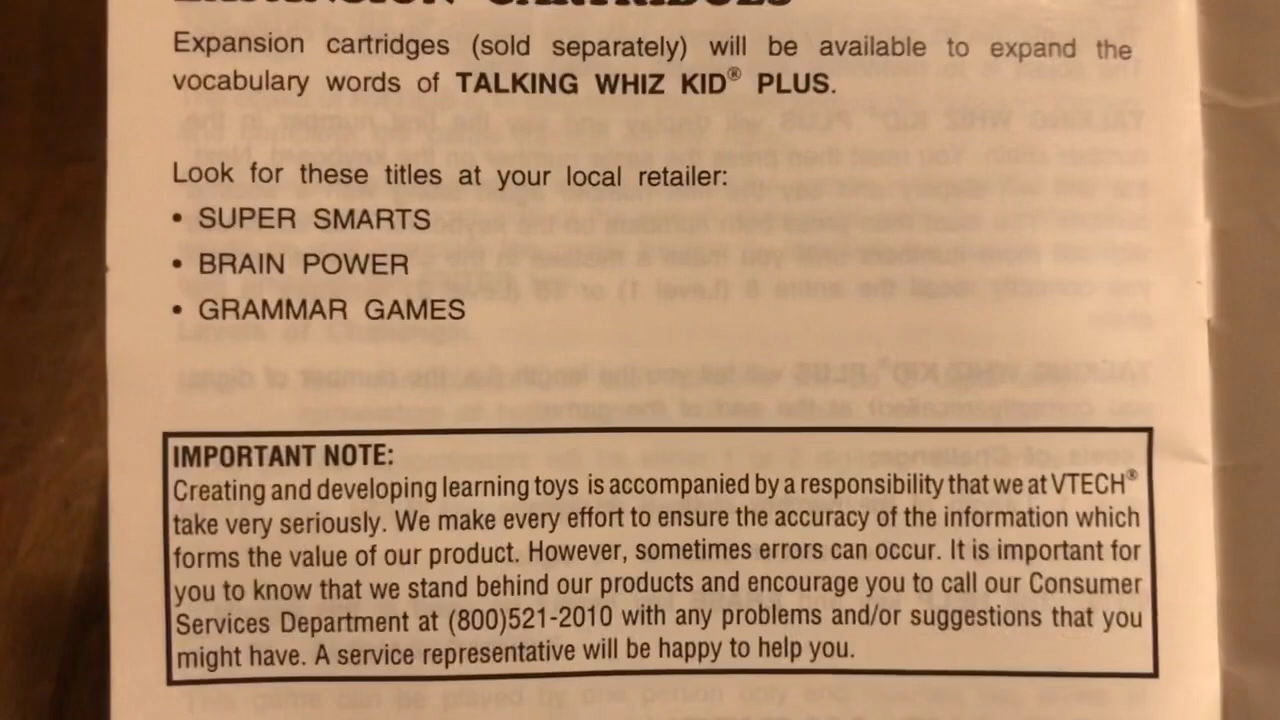 EXPANSION CARTRIDGES
Expansion cartridges (sold separately) will be available to expand the
vocabulary words of TALKING WHIZ KID® PLUS.
Look for these titles at your local retailer:
• SUPER SMARTS
• BRAIN POWER
• GRAMMAR GAMES
IMPORTANT NOTE:
Creating and developing learning toys is accompanied by a responsibility that we at VTECH®
take very seriously. We make every effort to ensure the accuracy of the information which
forms the value of our product. However, sometimes errors can occur. It is important for
you to know that we stand behind our products and encourage you to call our Consumer
Services Department at (800)521-2010 with any problems and/or suggestions that you
might have. A service representative will be happy to help you.